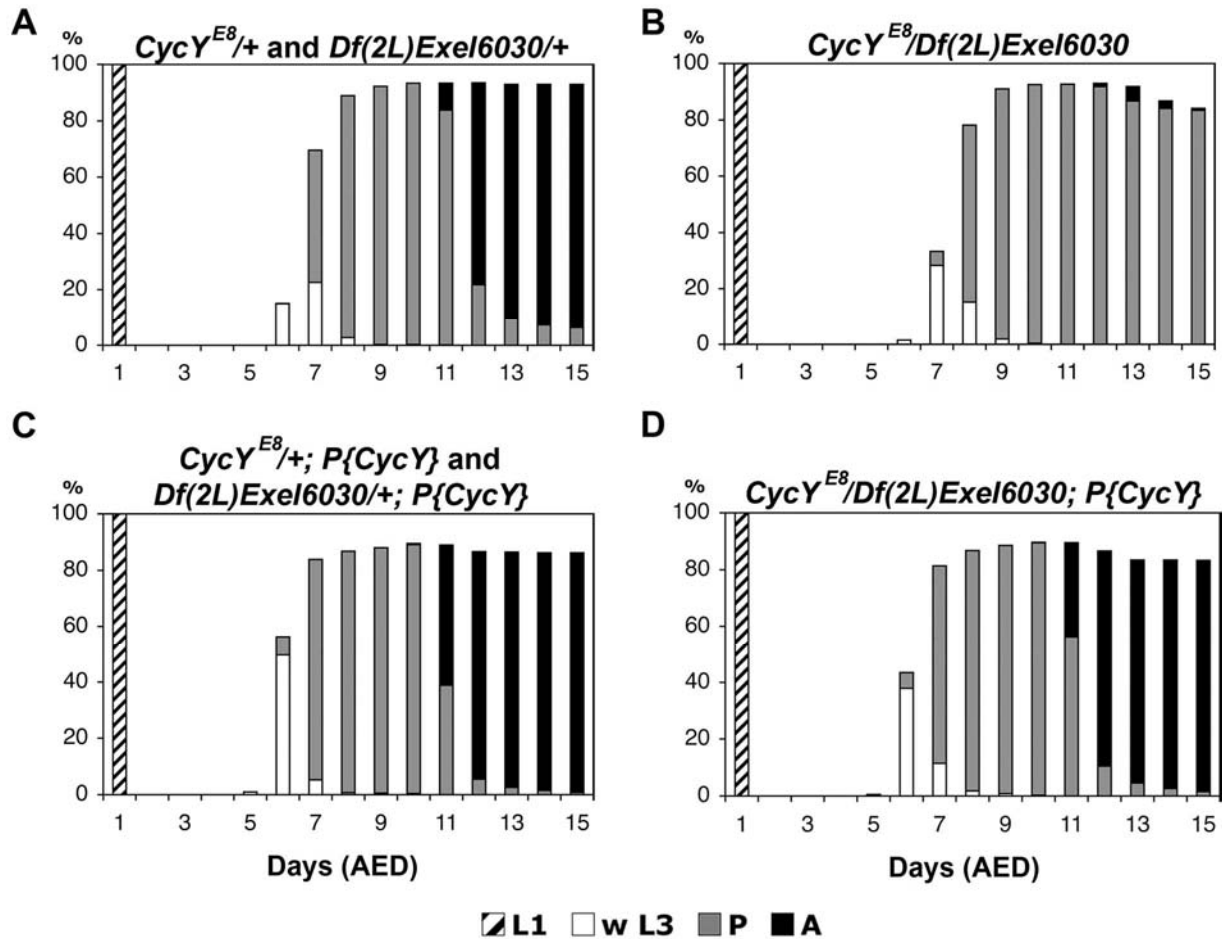 A
CycY^E8/+ and Df(2L)Exel6030/+
%
100
80
60
40
20
0
1 3 5 7 9 11 13 15
B
CycY^E8/Df(2L)Exel6030
%
100
80
60
40
20
0
1 3 5 7 9 11 13 15
C
CycY^E8/+; P{CycY} and
Df(2L)Exel6030/+; P{CycY}
%
100
80
60
40
20
0
1 3 5 7 9 11 13 15
Days (AED)
D
CycY^E8/Df(2L)Exel6030; P{CycY}
%
100
80
60
40
20
0
1 3 5 7 9 11 13 15
Days (AED)
L1 w L3 P A